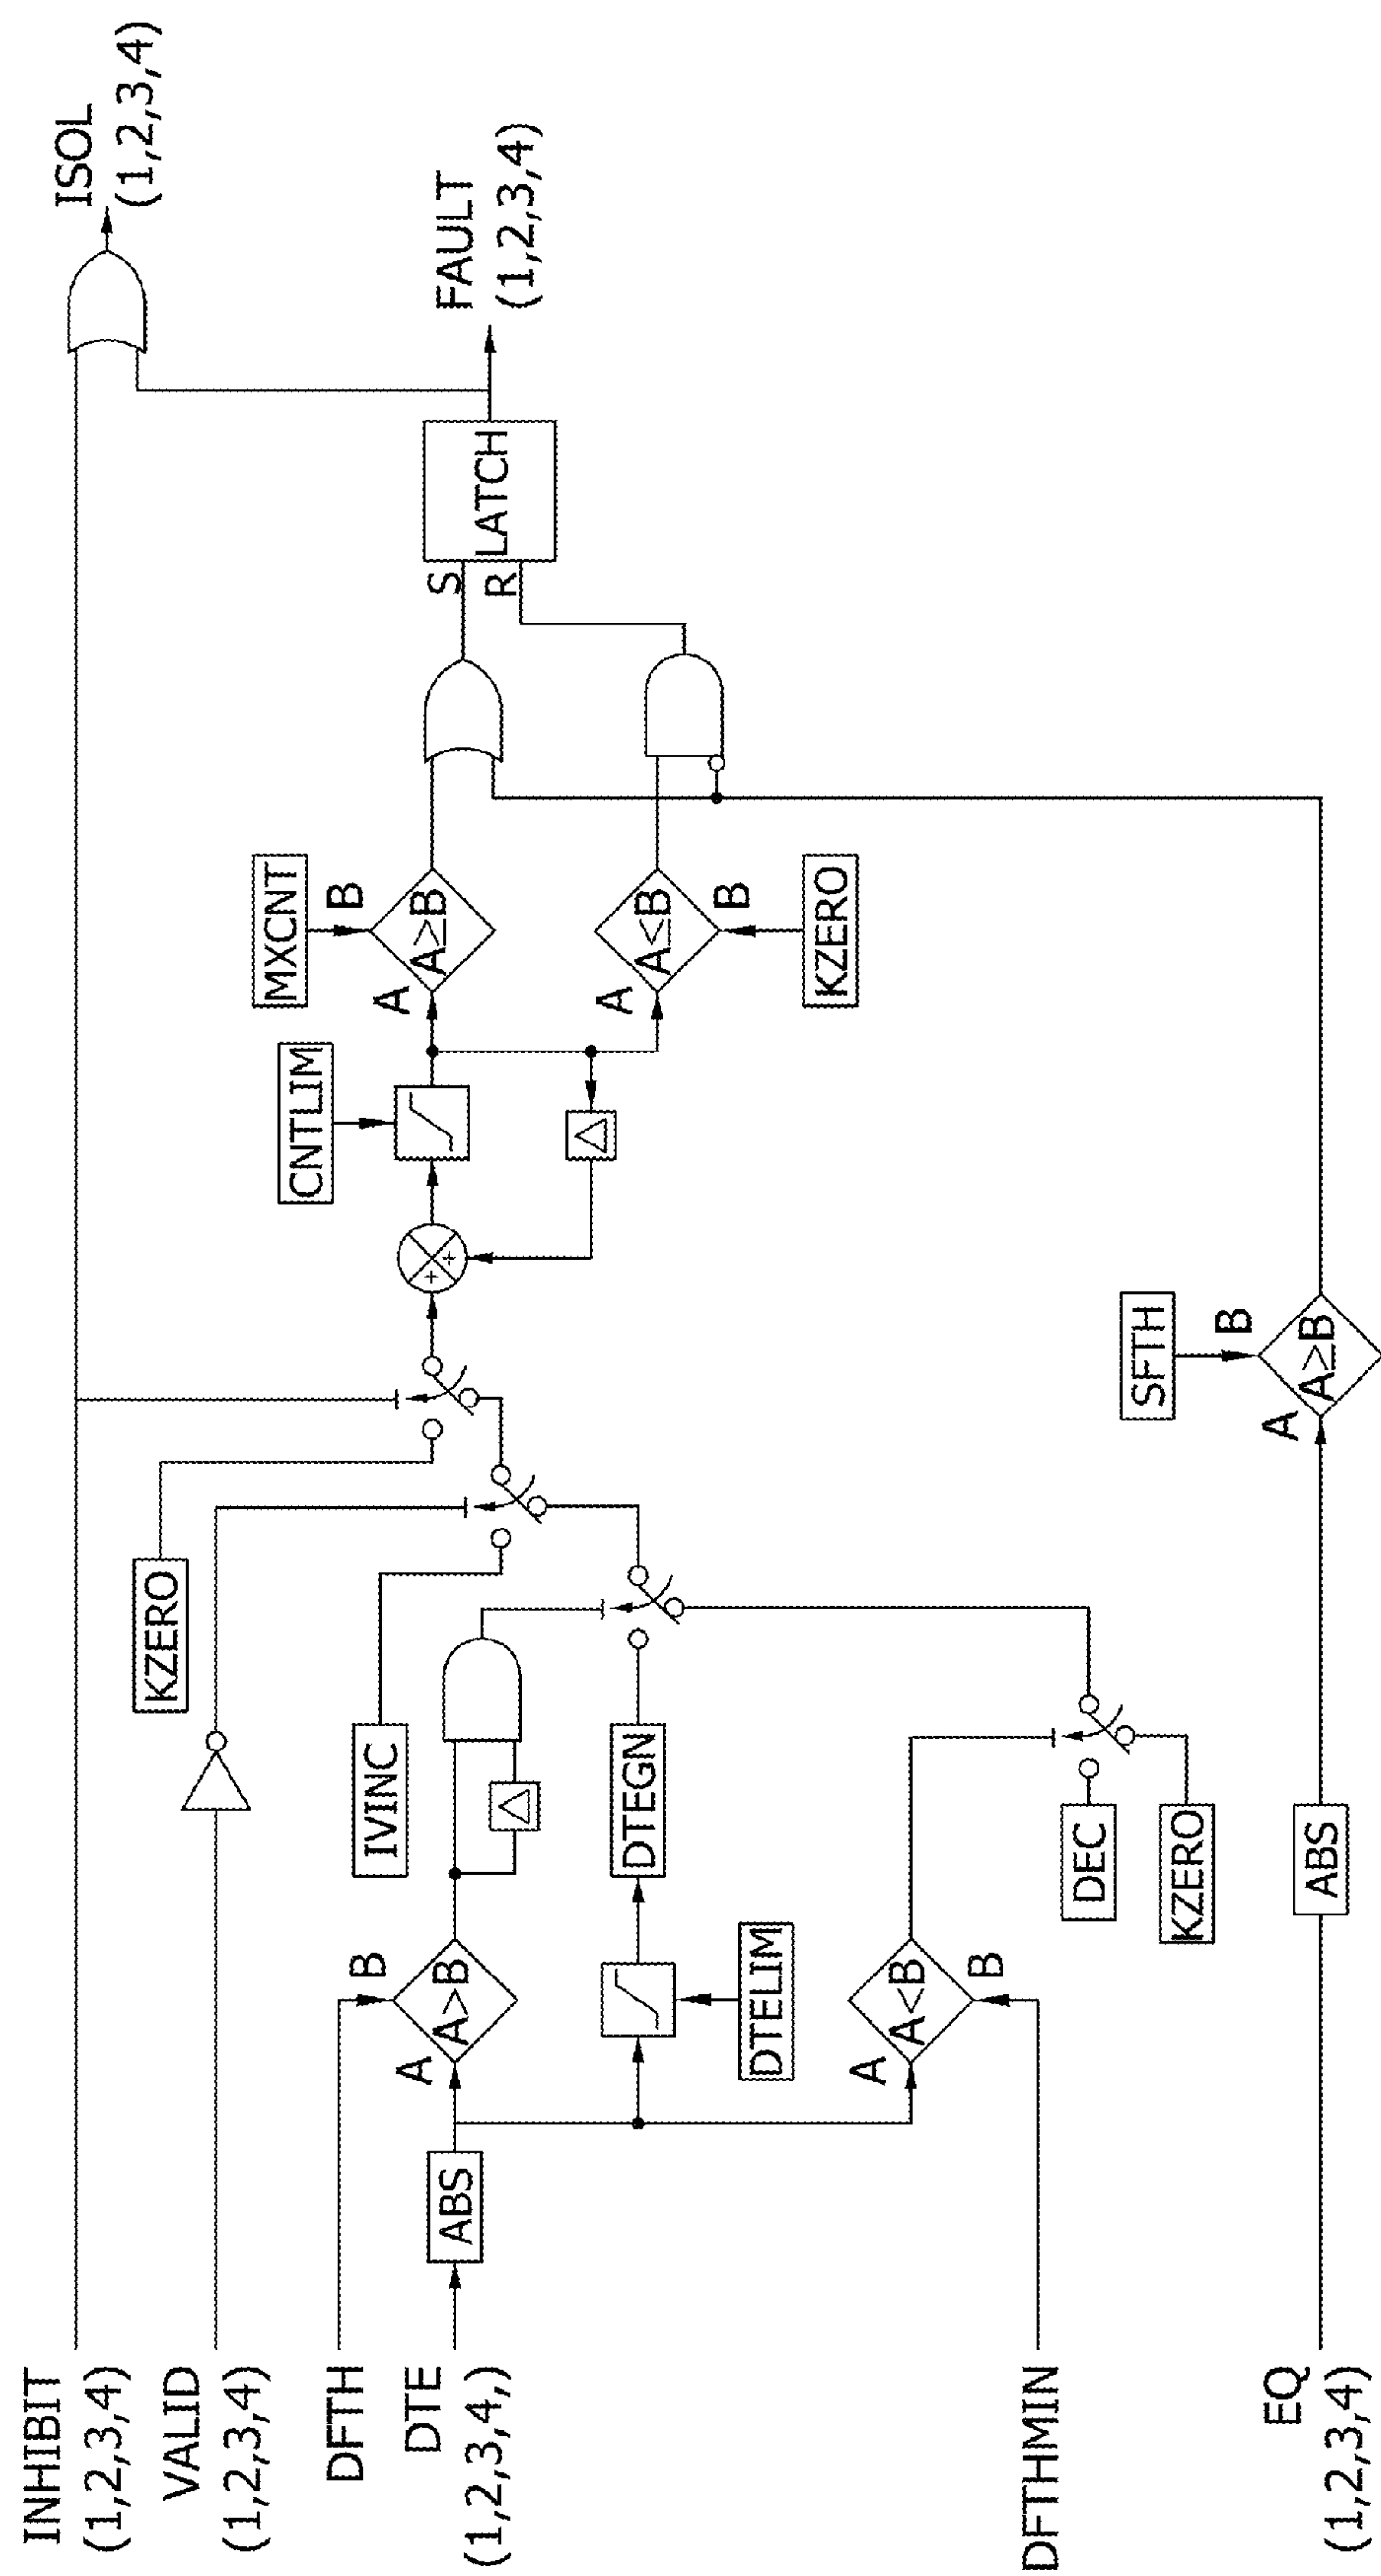 INHIBIT
(1,2,3,4)
VALID
(1,2,3,4)
DFTH
DTE
(1,2,3,4,)
DFTHMIN
EQ
(1,2,3,4)
ABS
A
B
A>B
DTELIM
A
B
A<B
KZERO
IVINC
DTEGN
DEC
KZERO
ABS
A
B
A≥B
SFTH
CNTLIM
+
+
MXCNT
A
B
A≥B
A
B
A<B
KZERO
S
R
LATCH
ISOL
(1,2,3,4)
FAULT
(1,2,3,4)